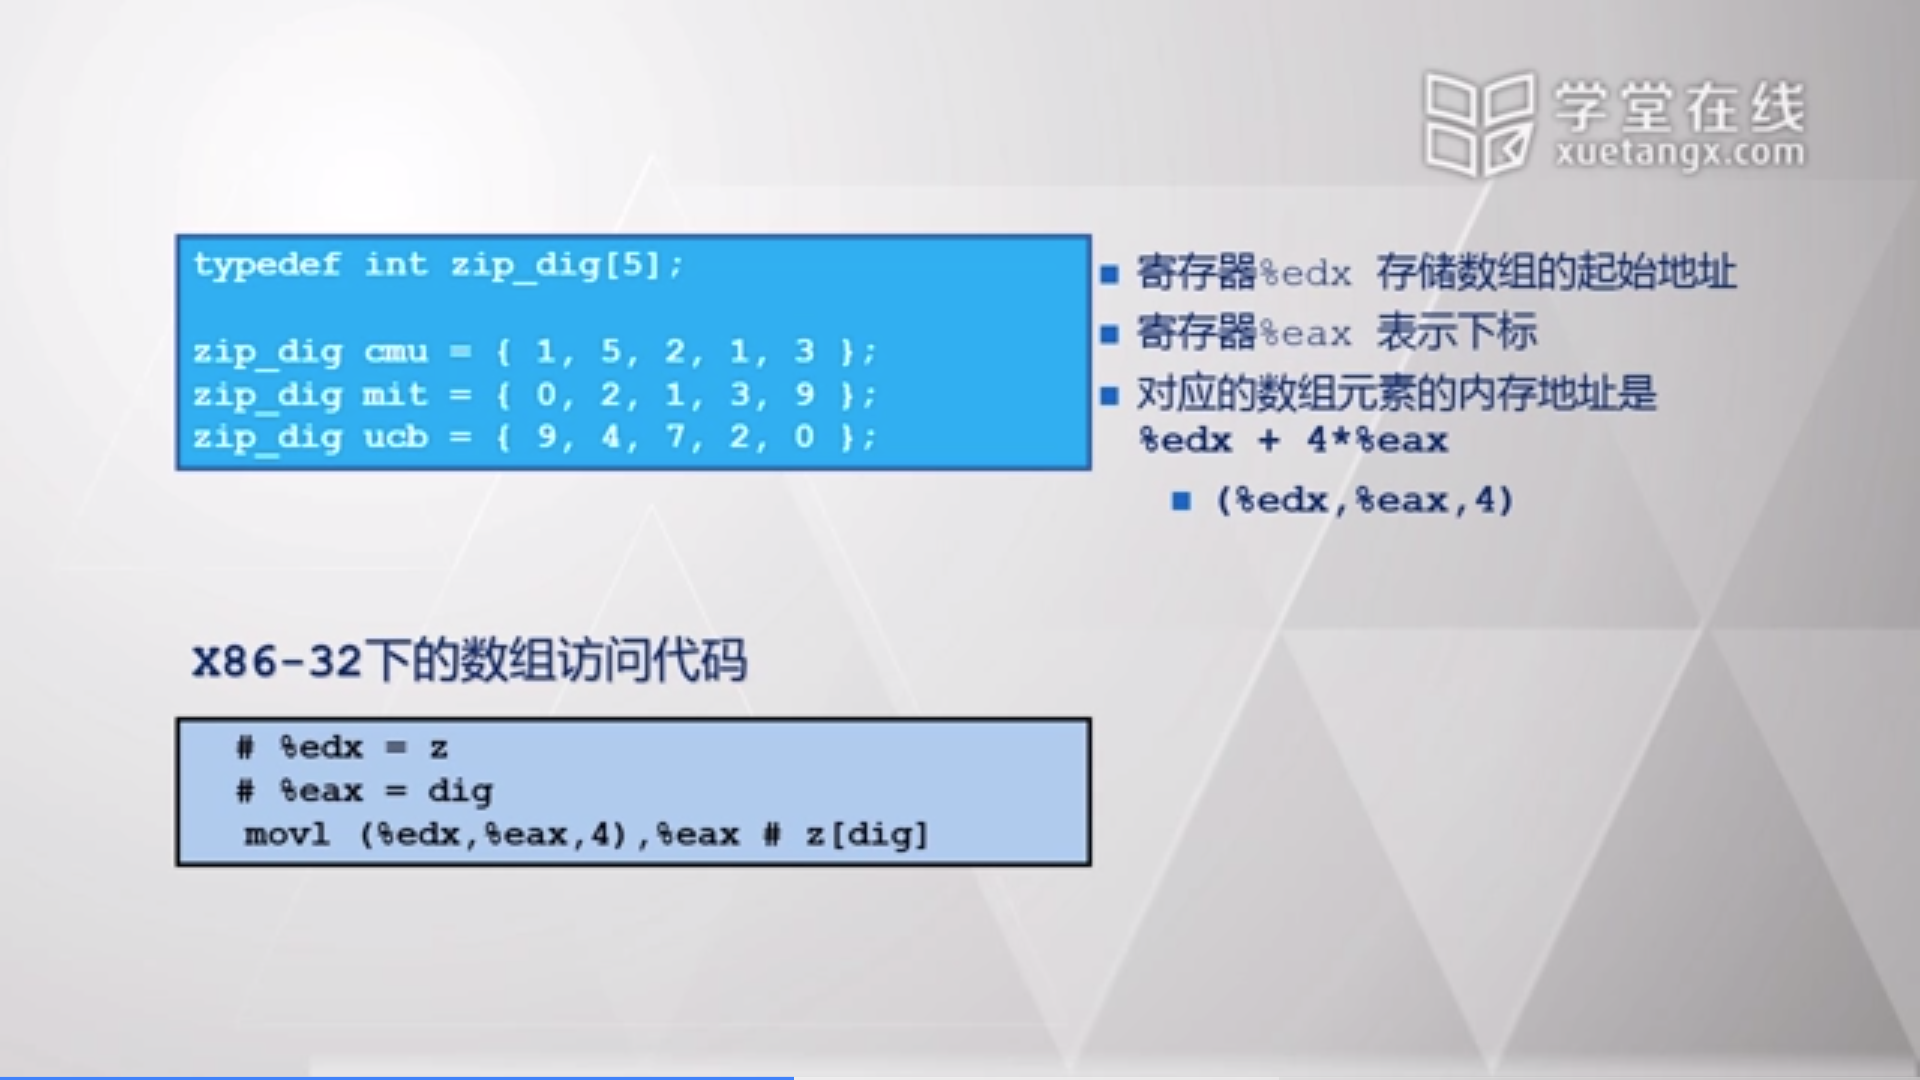 学堂在线
xuetangx.com
typedef int zip_dig[5];
zip_dig cmu = { 1, 5, 2, 1, 3 };
zip_dig mit = { 0, 2, 1, 3, 9 };
zip_dig ucb = { 9, 4, 7, 2, 0 };
寄存器%edx 存储数组的起始地址
寄存器%eax 表示下标
对应的数组元素的内存地址是
%edx + 4*%eax
(%edx,%eax,4)
X86-32下的数组访问代码
# %edx = z
# %eax = dig
movl (%edx,%eax,4),%eax # z[dig]